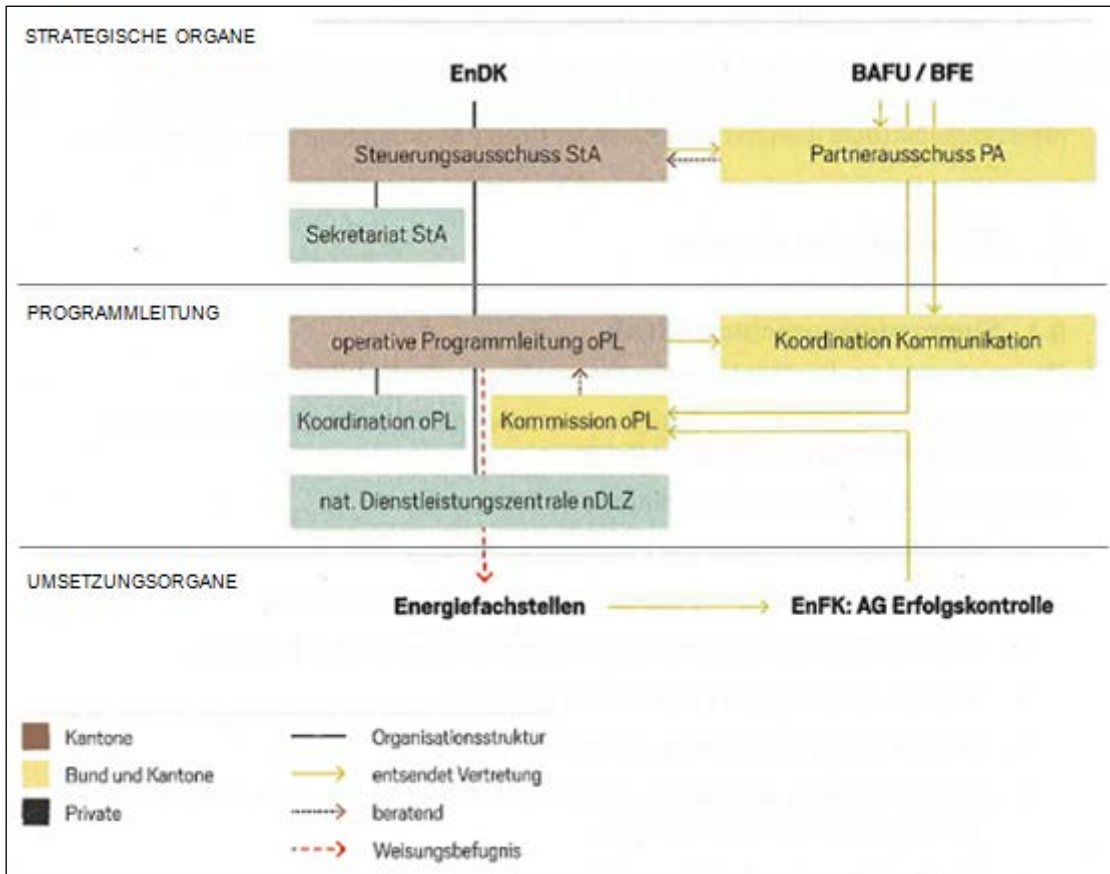 STRATEGISCHE ORGANE
EnDK
BAFU / BFE
Steuerungsausschuss StA
Partnerausschuss PA
Sekretariat StA
PROGRAMMLEITUNG
operative Programmleitung oPL
Koordination Kommunikation
Koordination oPL
Kommission oPL
nat. Dienstleistungszentrale nDLZ
UMSETZUNGSORGANE
Energiefachstellen
EnFK: AG Erfolgskontrolle
Kantone
Organisationsstruktur
Bund und Kantone
entsendet Vertretung
Private
beratend
Weisungsbefugnis